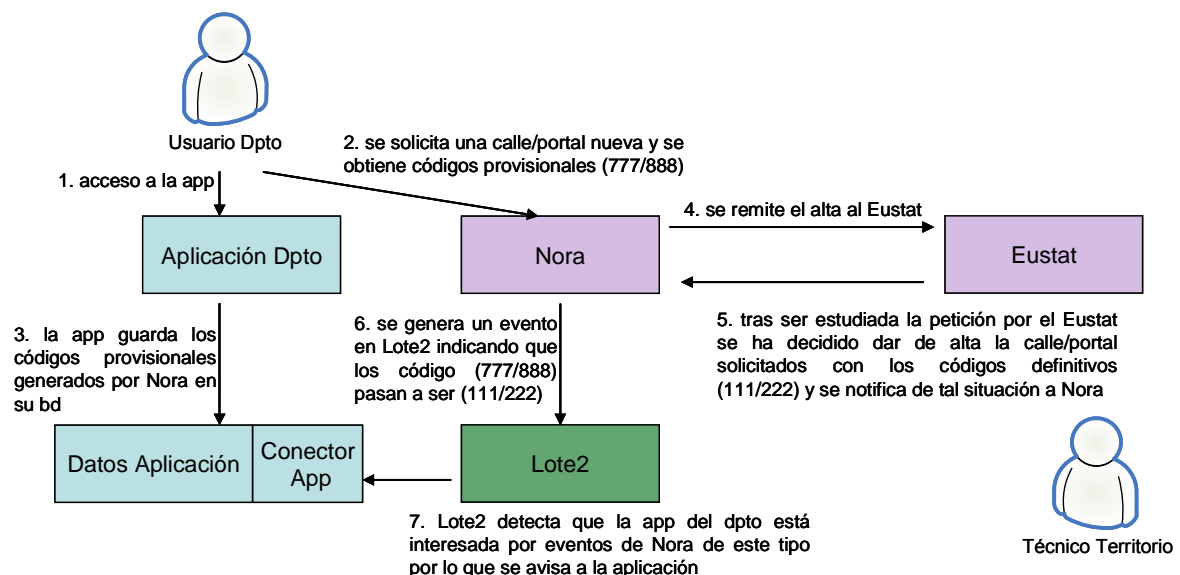 Usuario Dpto
2. se solicita una calle/portal nueva y se
obtiene códigos provisionales (777/888)
1. acceso a la app
4. se remite el alta al Eustat
Aplicación Dpto
Nora
Eustat
3. la app guarda los
códigos provisionales
generados por Nora en
su bd
6. se genera un evento
en Lote2 indicando que
los código (777/888)
pasan a ser (111/222)
5. tras ser estudiada la petición por el Eustat
se ha decidido dar de alta la calle/portal
solicitados con los códigos definitivos
(111/222) y se notifica de tal situación a Nora
Datos Aplicación
Conector
App
Lote2
7. Lote2 detecta que la app del dpto está
interesada por eventos de Nora de este tipo
por lo que se avisa a la aplicación
Técnico Territorio